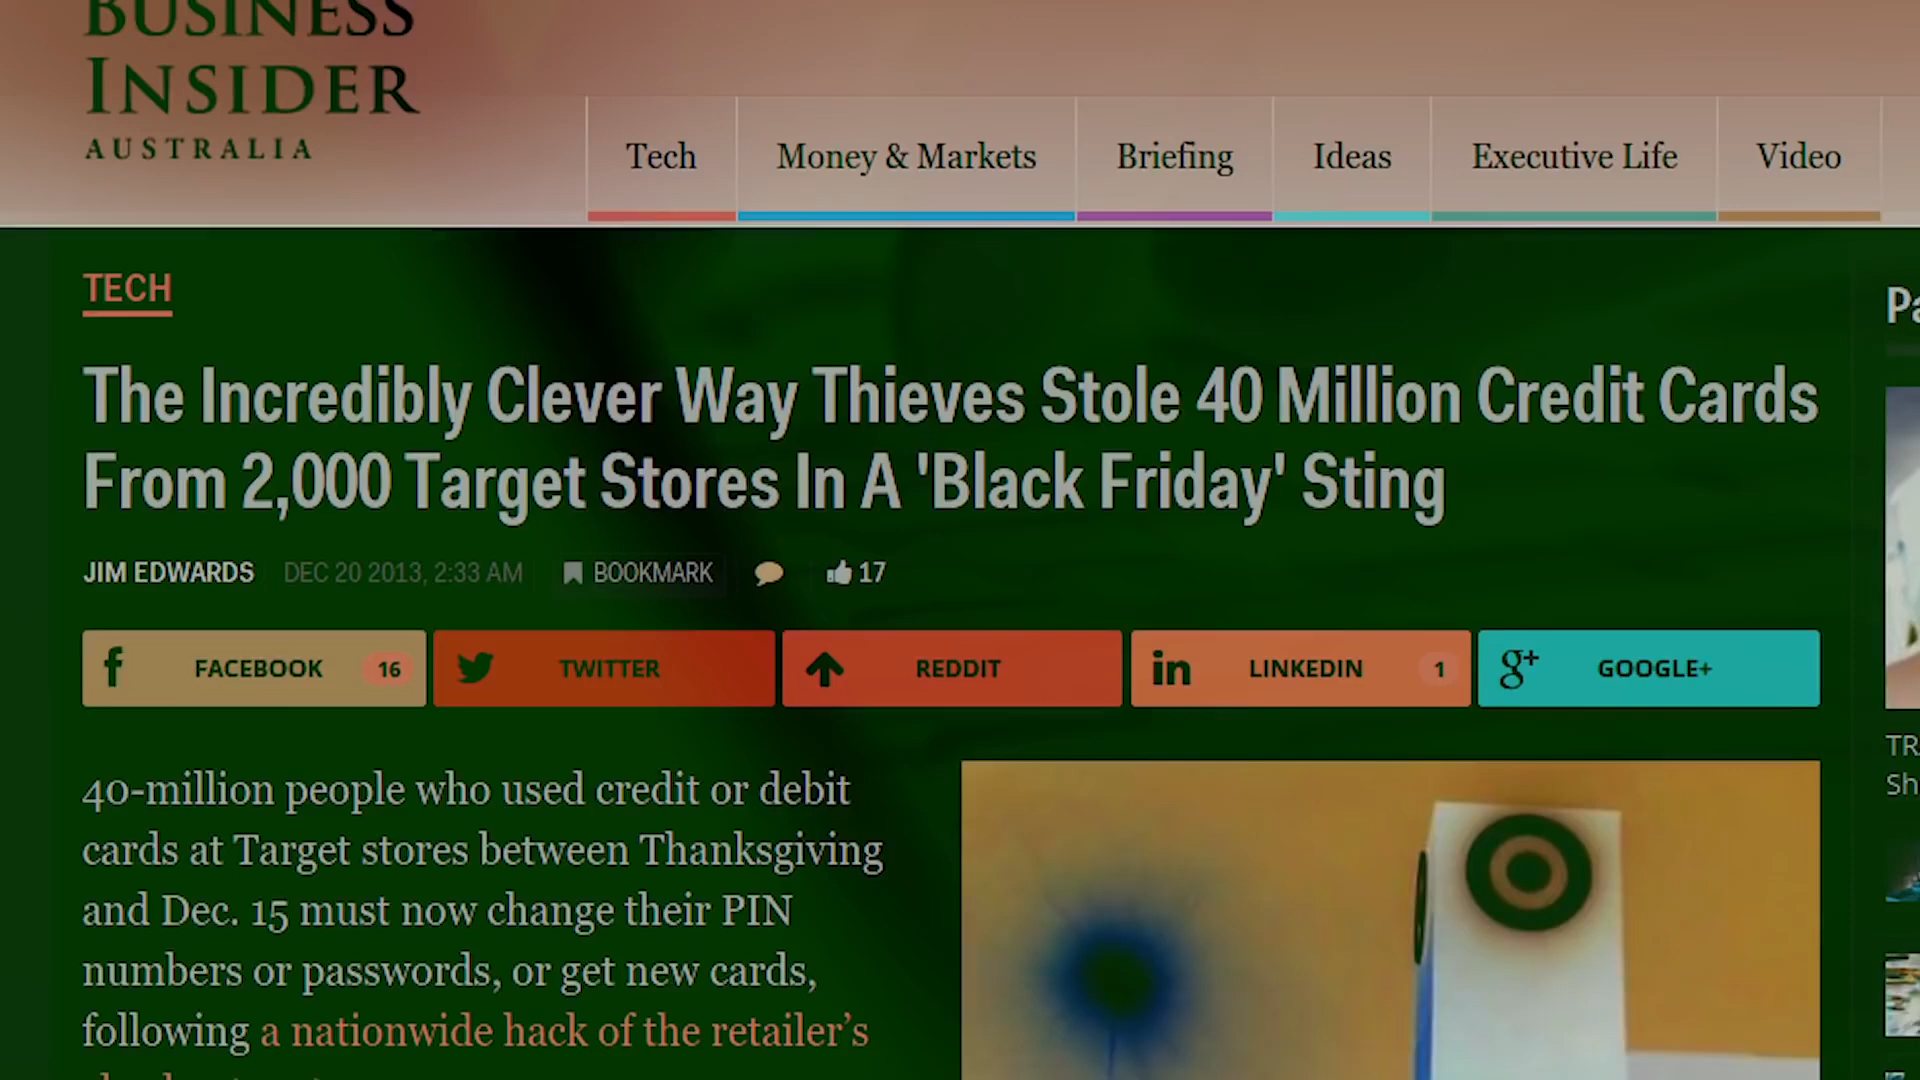 BUSINESS
INSIDER
AUSTRALIA
Tech
Money & Markets
Briefing
Ideas
Executive Life
Video
TECH
The Incredibly Clever Way Thieves Stole 40 Million Credit Cards
From 2,000 Target Stores In A 'Black Friday' Sting
JIM EDWARDS DEC 20 2013, 2:33 AM BOOKMARK 17
FACEBOOK 16
TWITTER
REDDIT
LINKEDIN 1
GOOGLE+
40-million people who used credit or debit
cards at Target stores between Thanksgiving
and Dec. 15 must now change their PIN
numbers or passwords, or get new cards,
following a nationwide hack of the retailer's